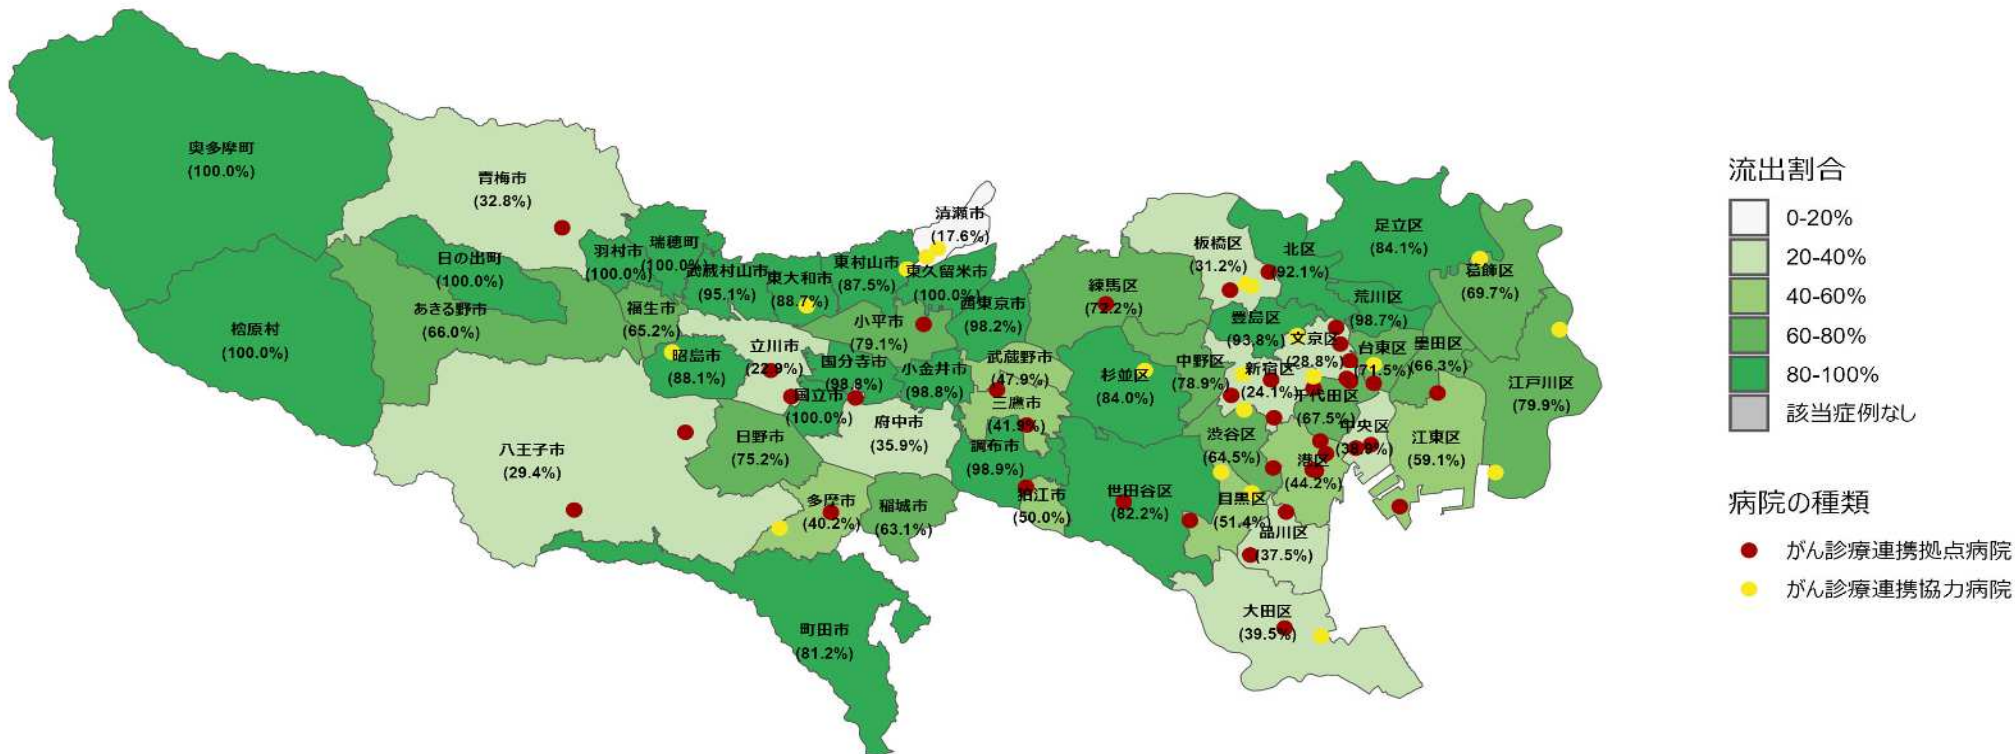 奥多摩町
(100.0%)
青梅市
(32.8%)
日の出町
(100.0%)
あきる野市
(66.0%)
桧原村
(100.0%)
羽村市
(100.0%)
瑞穂町
(100.0%)
武蔵村山市
(95.1%)
福生市
(65.2%)
東大和市
(88.7%)
東村山市
(87.5%)
清瀬市
(17.6%)
東久留米市
(100.0%)
西東京市
(98.2%)
小平市
(79.1%)
昭島市
(88.1%)
立川市
(22.9%)
国分寺市
(98.8%)
小金井市
(98.8%)
国立市
(100.0%)
武蔵野市
(47.9%)
三鷹市
(41.9%)
府中市
(35.9%)
調布市
(98.9%)
狛江市
(50.0%)
八王子市
(29.4%)
日野市
(75.2%)
多摩市
(40.2%)
稲城市
(63.1%)
町田市
(81.2%)
練馬区
(72.2%)
板橋区
(31.2%)
北区
(92.1%)
足立区
(84.1%)
葛飾区
(69.7%)
荒川区
(98.7%)
豊島区
(93.8%)
文京区
(28.8%)
台東区
(71.5%)
墨田区
(66.3%)
江戸川区
(79.9%)
杉並区
(84.0%)
中野区
(78.9%)
新宿区
(24.1%)
千代田区
(67.5%)
中央区
(38.9%)
江東区
(59.1%)
渋谷区
(64.5%)
港区
(44.2%)
世田谷区
(82.2%)
目黒区
(51.4%)
品川区
(37.5%)
大田区
(39.5%)
流出割合
0-20%
20-40%
40-60%
60-80%
80-100%
該当症例なし
病院の種類
がん診療連携拠点病院
がん診療連携協力病院